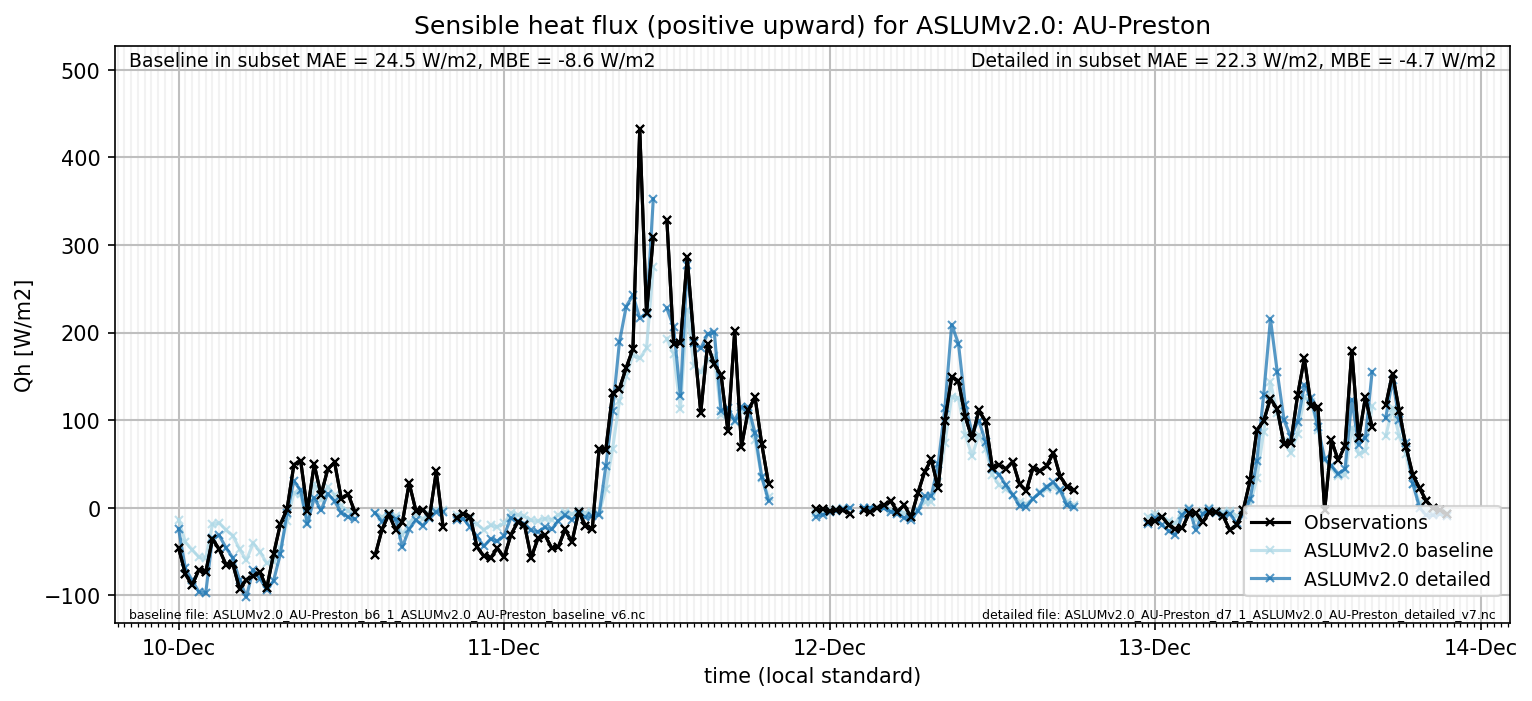 Sensible heat flux (positive upward) for ASLUMv2.0: AU-Preston
Baseline in subset MAE = 24.5 W/m2, MBE = -8.6 W/m2
Detailed in subset MAE = 22.3 W/m2, MBE = -4.7 W/m2
Qh [W/m2]
500
400
300
200
100
0
−100
Observations
ASLUMv2.0 baseline
ASLUMv2.0 detailed
baseline file: ASLUMv2.0_AU-Preston_b6_1_ASLUMv2.0_AU-Preston_baseline_v6.nc
detailed file: ASLUMv2.0_AU-Preston_d7_1_ASLUMv2.0_AU-Preston_detailed_v7.nc
10-Dec
11-Dec
12-Dec
13-Dec
14-Dec
time (local standard)